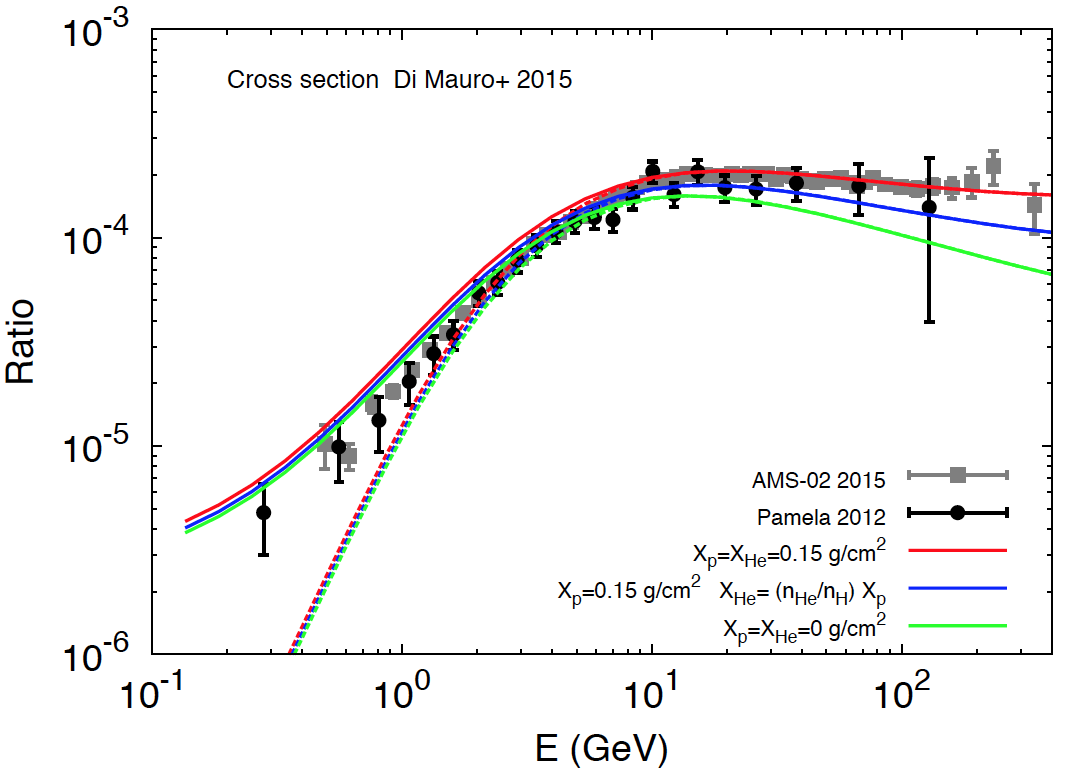 10^-3
Cross section Di Mauro+ 2015
10^-4
Ratio
10^-5
AMS-02 2015
Pamela 2012
X_p=X_He=0.15 g/cm^2
X_p=0.15 g/cm^2 X_He= (n_He/n_H) X_p
X_p=X_He=0 g/cm^2
10^-6
10^-1 10^0 10^1 10^2
E (GeV)